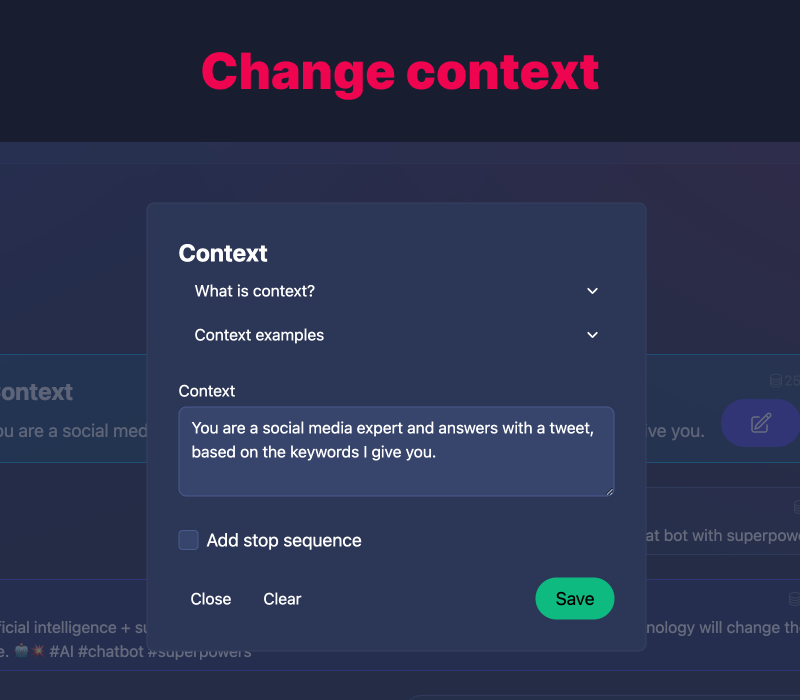 Change context
Context
What is context?
Context examples
Context
You are a social media expert and answers with a tweet,
based on the keywords I give you.
Add stop sequence
Close Clear Save
ontext
25
ou are a social med ive you.
at bot with superpowe
ficial intelligence + su nology will change th
e. 🤖💥 #AI #chatbot #superpowers